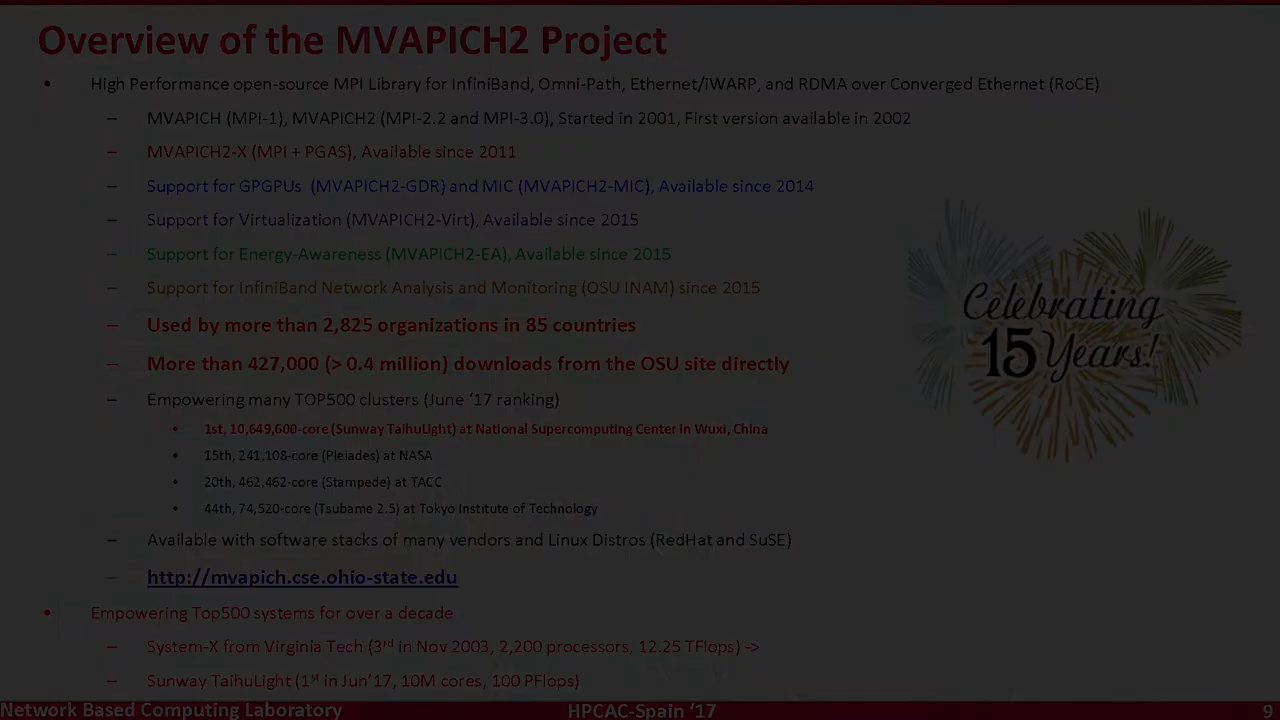 Overview of the MVAPICH2 Project
• High Performance open-source MPI Library for InfiniBand, Omni-Path, Ethernet/iWARP, and RDMA over Converged Ethernet (RoCE)
– MVAPICH (MPI-1), MVAPICH2 (MPI-2.2 and MPI-3.0), Started in 2001, First version available in 2002
– MVAPICH2-X (MPI + PGAS), Available since 2011
– Support for GPGPUs (MVAPICH2-GDR) and MIC (MVAPICH2-MIC), Available since 2014
– Support for Virtualization (MVAPICH2-Virt), Available since 2015
– Support for Energy-Awareness (MVAPICH2-EA), Available since 2015
– Support for InfiniBand Network Analysis and Monitoring (OSU INAM) since 2015
– Used by more than 2,825 organizations in 85 countries
– More than 427,000 (> 0.4 million) downloads from the OSU site directly
– Empowering many TOP500 clusters (June ‘17 ranking)
• 1st, 10,649,600-core (Sunway TaihuLight) at National Supercomputing Center in Wuxi, China
• 15th, 241,108-core (Pleiades) at NASA
• 20th, 462,462-core (Stampede) at TACC
• 44th, 74,520-core (Tsubame 2.5) at Tokyo Institute of Technology
– Available with software stacks of many vendors and Linux Distros (RedHat and SuSE)
– http://mvapich.cse.ohio-state.edu
• Empowering Top500 systems for over a decade
– System-X from Virginia Tech (3rd in Nov 2003, 2,200 processors, 12.25 TFlops) ->
– Sunway TaihuLight (1st in Jun’17, 10M cores, 100 PFlops)
Celebrating
15 Years!
Network Based Computing Laboratory HPCAC-Spain ‘17 9